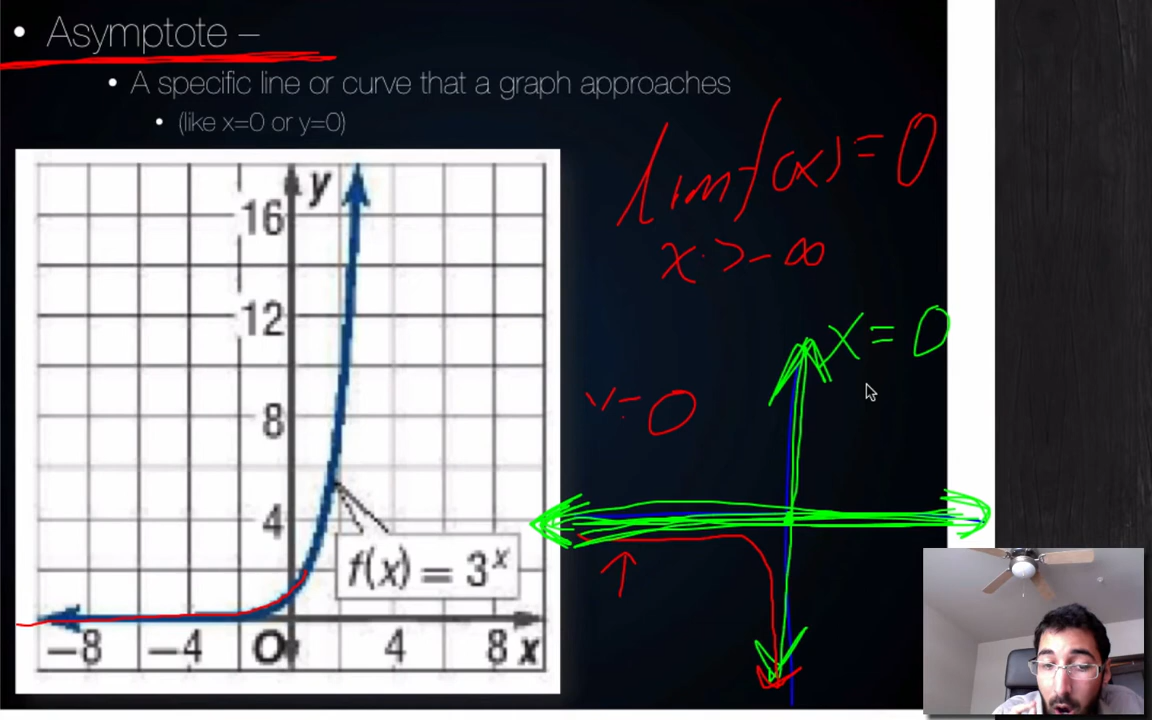 • Asymptote –
• A specific line or curve that a graph approaches
• (like x=0 or y=0)
lim f(x) = 0
x -> -∞
x = 0
y = 0
y
16
12
8
4
f(x) = 3ˣ
-8 -4 O 4 8 x